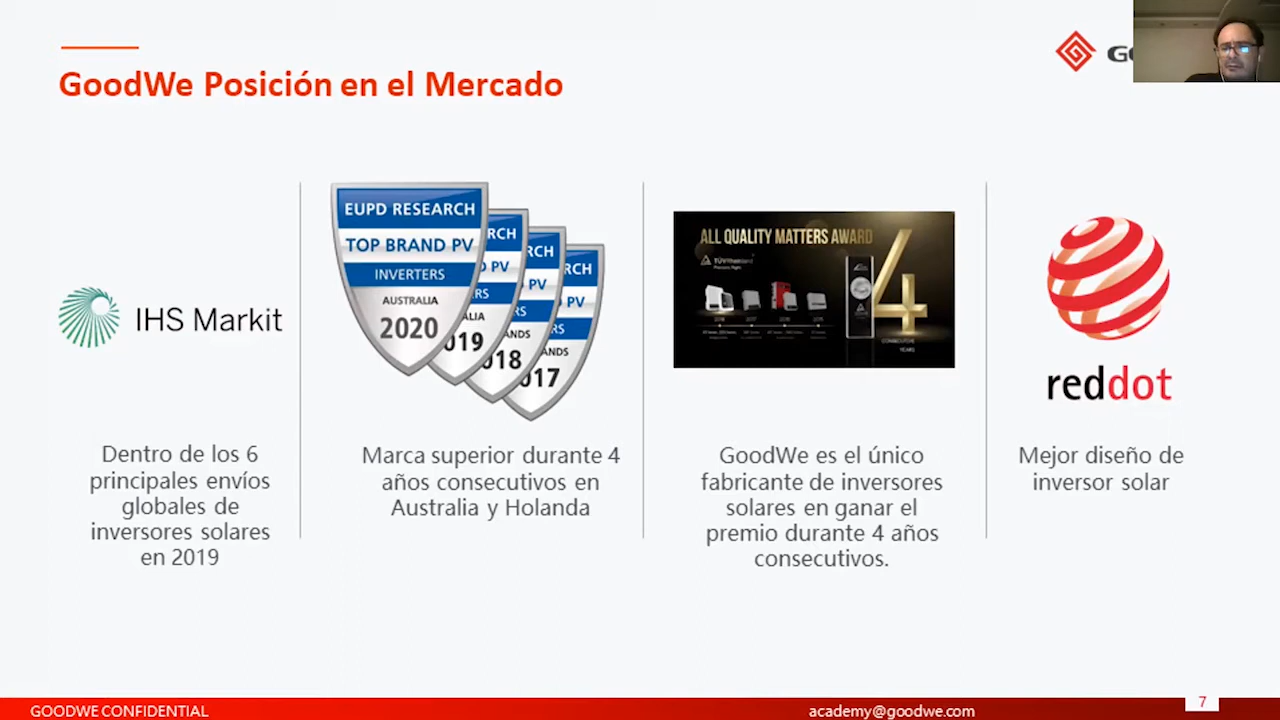 GoodWe Posición en el Mercado
IHS Markit
EUPD RESEARCH
TOP BRAND PV
INVERTERS
AUSTRALIA
2020
ALL QUALITY MATTERS AWARD
4
CONSECUTIVE
YEARS
reddot
Dentro de los 6
principales envíos
globales de
inversores solares
en 2019
Marca superior durante 4
años consecutivos en
Australia y Holanda
GoodWe es el único
fabricante de inversores
solares en ganar el
premio durante 4 años
consecutivos.
Mejor diseño de
inversor solar
GOODWE CONFIDENTIAL
academy@goodwe.com
7